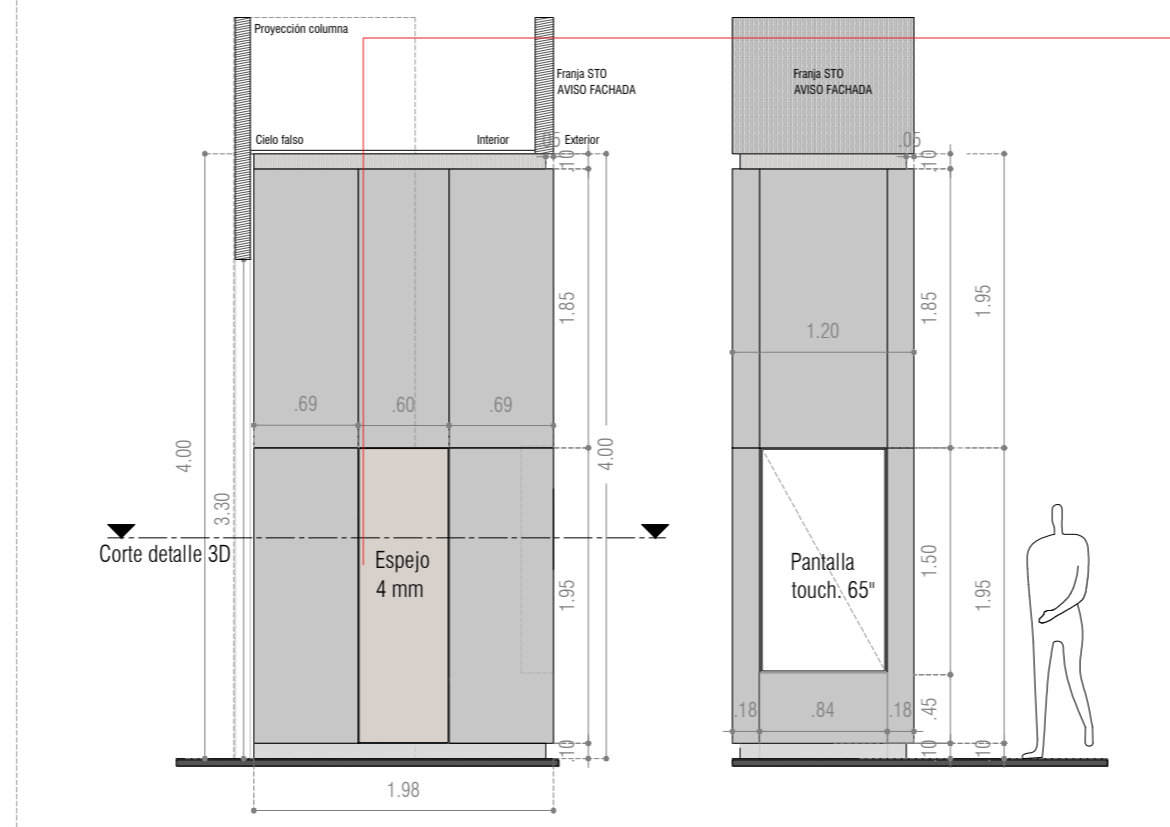 Proyección columna
Franja STO
AVISO FACHADA
Cielo falso
Interior
Exterior
.05
.10
1.85
.69
.60
.69
4.00
4.00
3.30
Corte detalle 3D
Espejo
4 mm
1.95
.10
1.98
Franja STO
AVISO FACHADA
.05
.10
1.85
1.95
1.20
Pantalla
touch. 65"
1.50
1.95
.18
.84
.18
.45
.10
.10